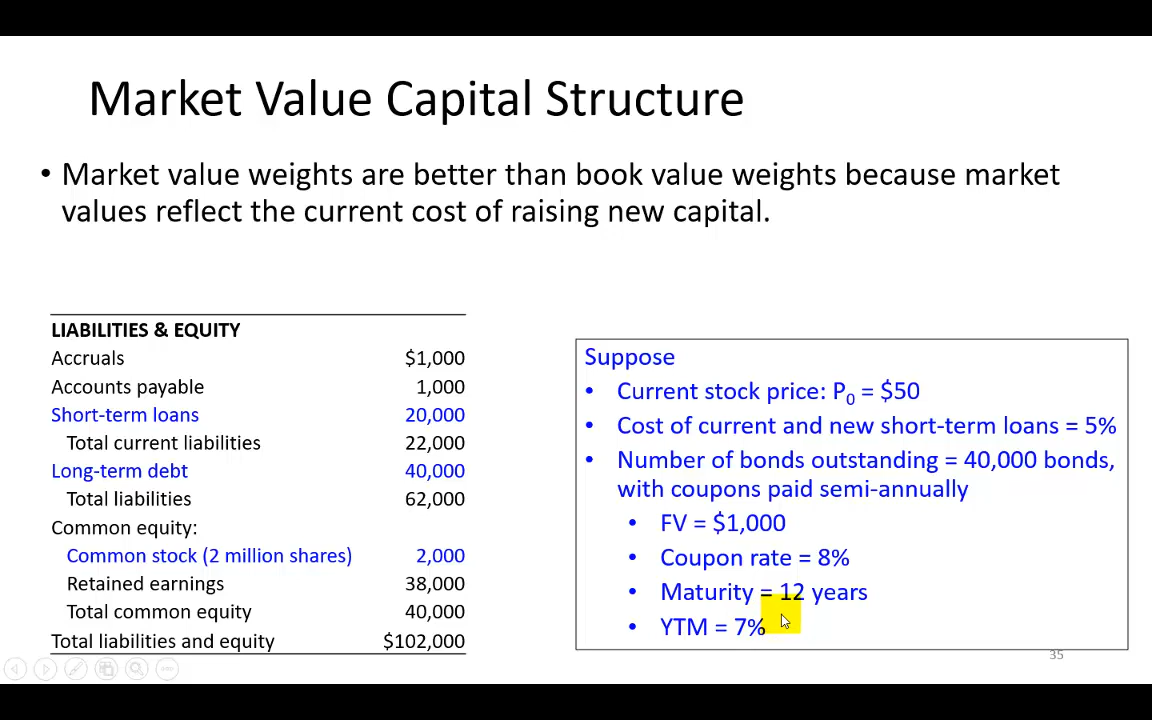 Market Value Capital Structure
• Market value weights are better than book value weights because market
values reflect the current cost of raising new capital.
LIABILITIES & EQUITY
Accruals $1,000
Accounts payable 1,000
Short-term loans 20,000
Total current liabilities 22,000
Long-term debt 40,000
Total liabilities 62,000
Common equity:
Common stock (2 million shares) 2,000
Retained earnings 38,000
Total common equity 40,000
Total liabilities and equity $102,000
Suppose
• Current stock price: P₀ = $50
• Cost of current and new short-term loans = 5%
• Number of bonds outstanding = 40,000 bonds,
with coupons paid semi-annually
• FV = $1,000
• Coupon rate = 8%
• Maturity = 12 years
• YTM = 7%
35